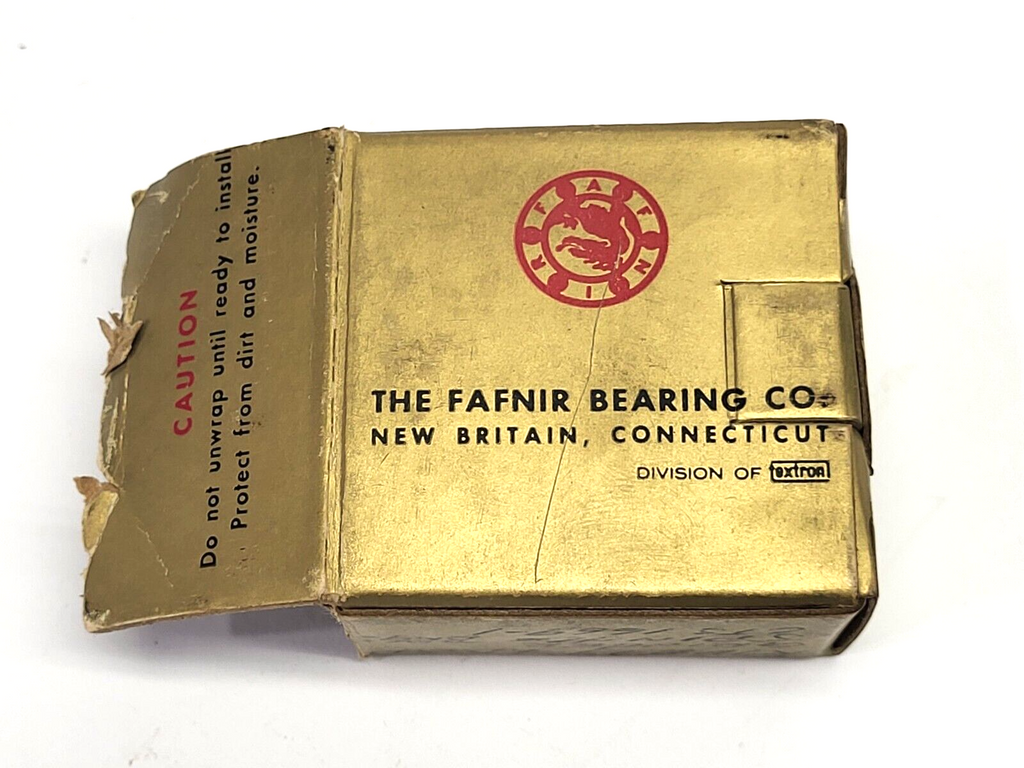 CAUTION
Do not unwrap until ready to install
Protect from dirt and moisture.
FAFNIR
THE FAFNIR BEARING CO.
NEW BRITAIN, CONNECTICUT
DIVISION OF textron